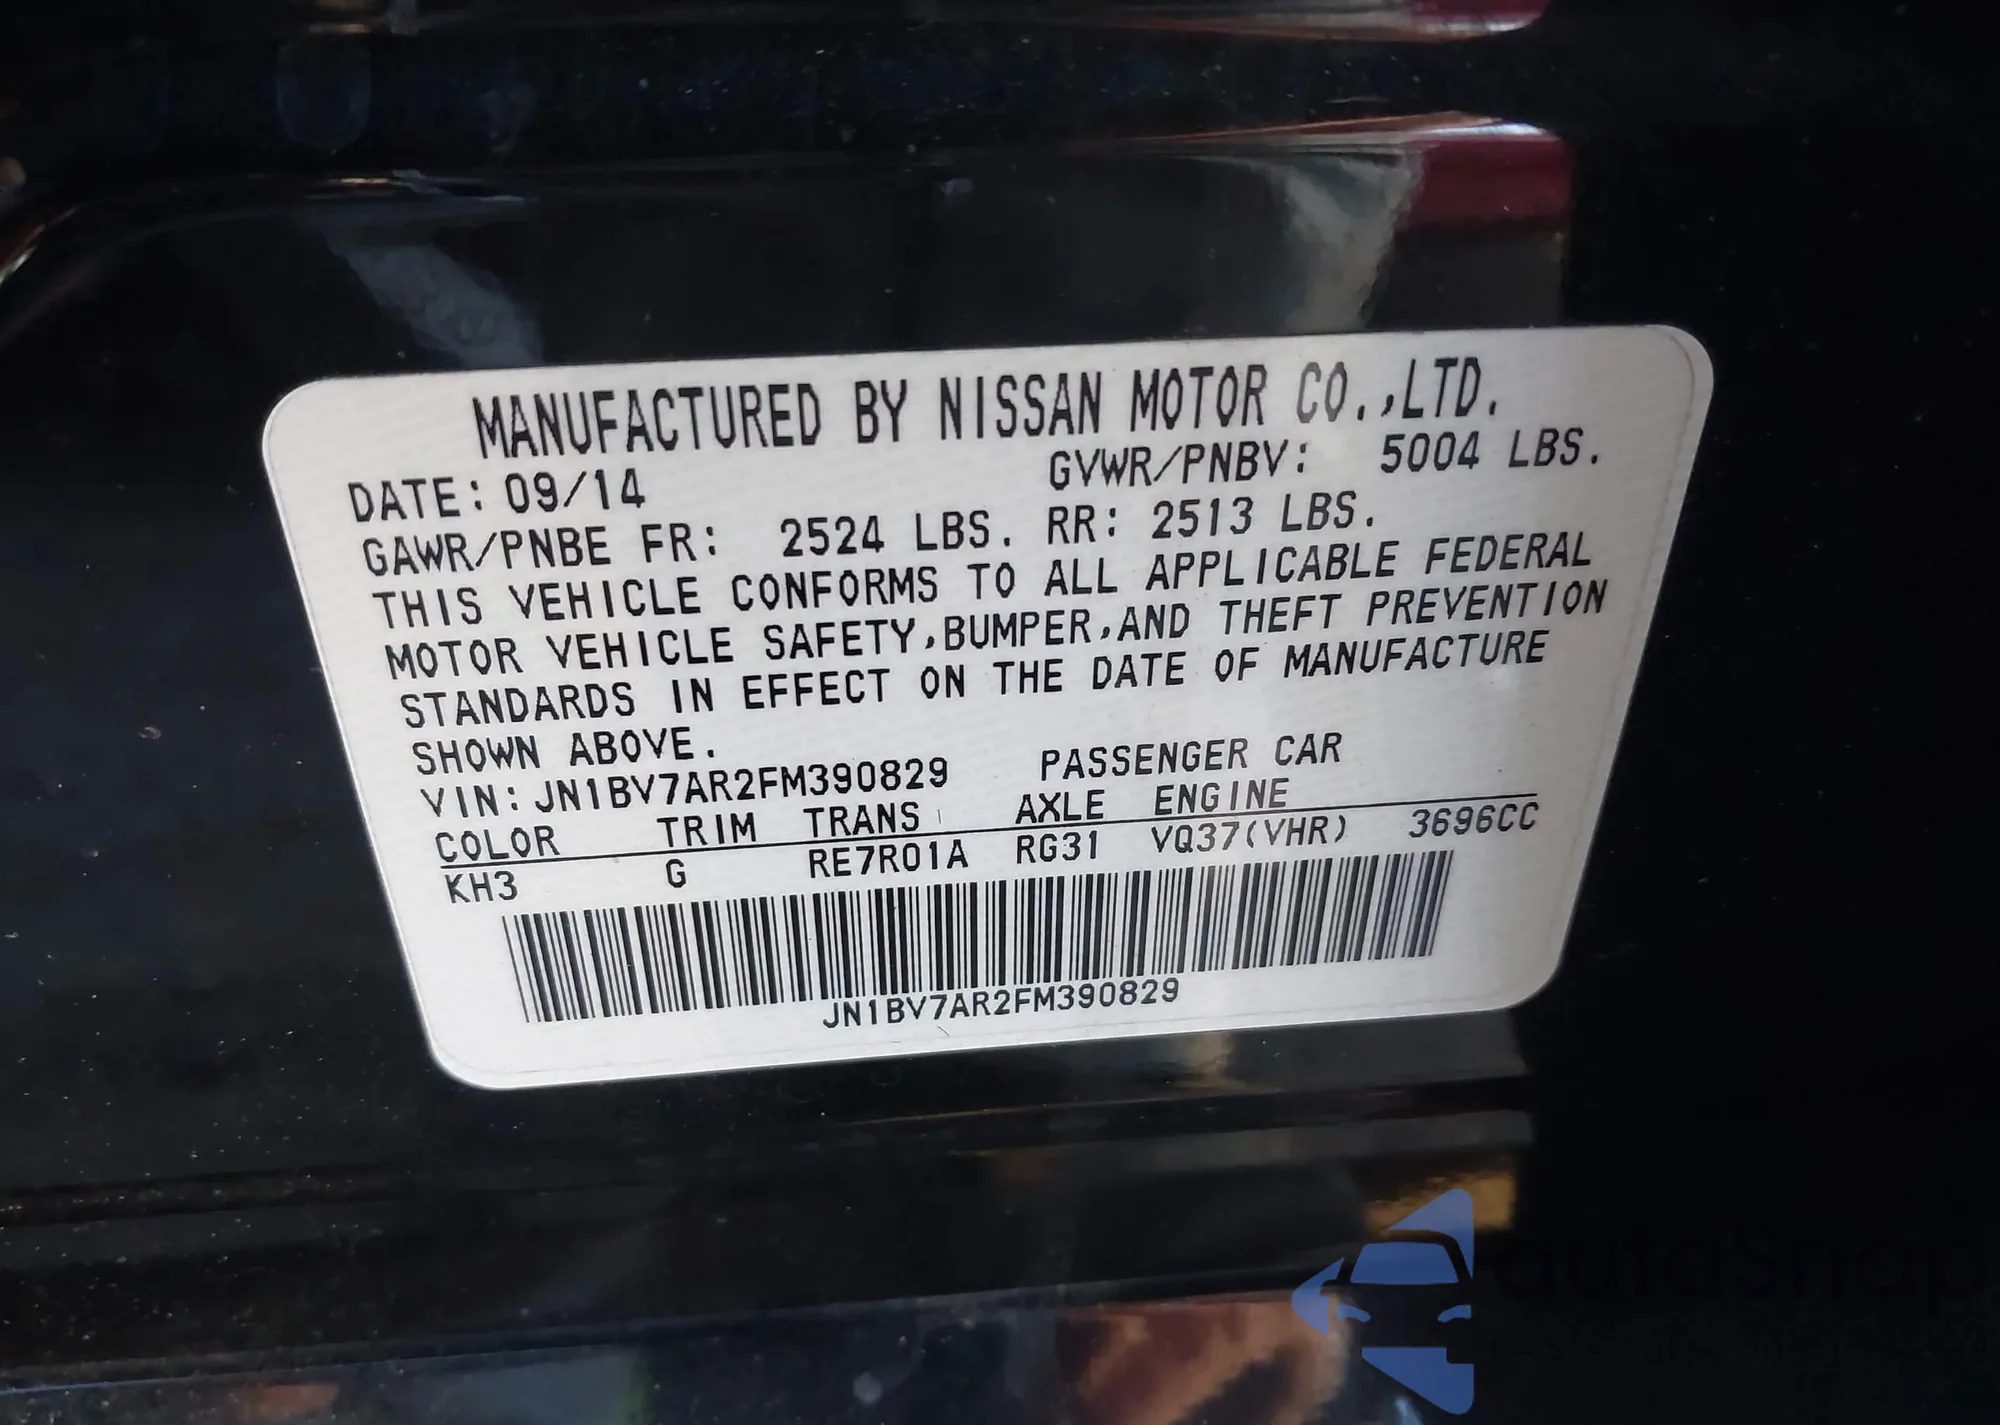 MANUFACTURED BY NISSAN MOTOR CO.,LTD.
DATE: 09/14 GVWR/PNBV: 5004 LBS.
GAWR/PNBE FR: 2524 LBS. RR: 2513 LBS.
THIS VEHICLE CONFORMS TO ALL APPLICABLE FEDERAL
MOTOR VEHICLE SAFETY,BUMPER,AND THEFT PREVENTION
STANDARDS IN EFFECT ON THE DATE OF MANUFACTURE
SHOWN ABOVE.
VIN: JN1BV7AR2FM390829 PASSENGER CAR
COLOR TRIM TRANS AXLE ENGINE
KH3 G RE7R01A RG31 VQ37(VHR) 3696CC
JN1BV7AR2FM390829
autosnap